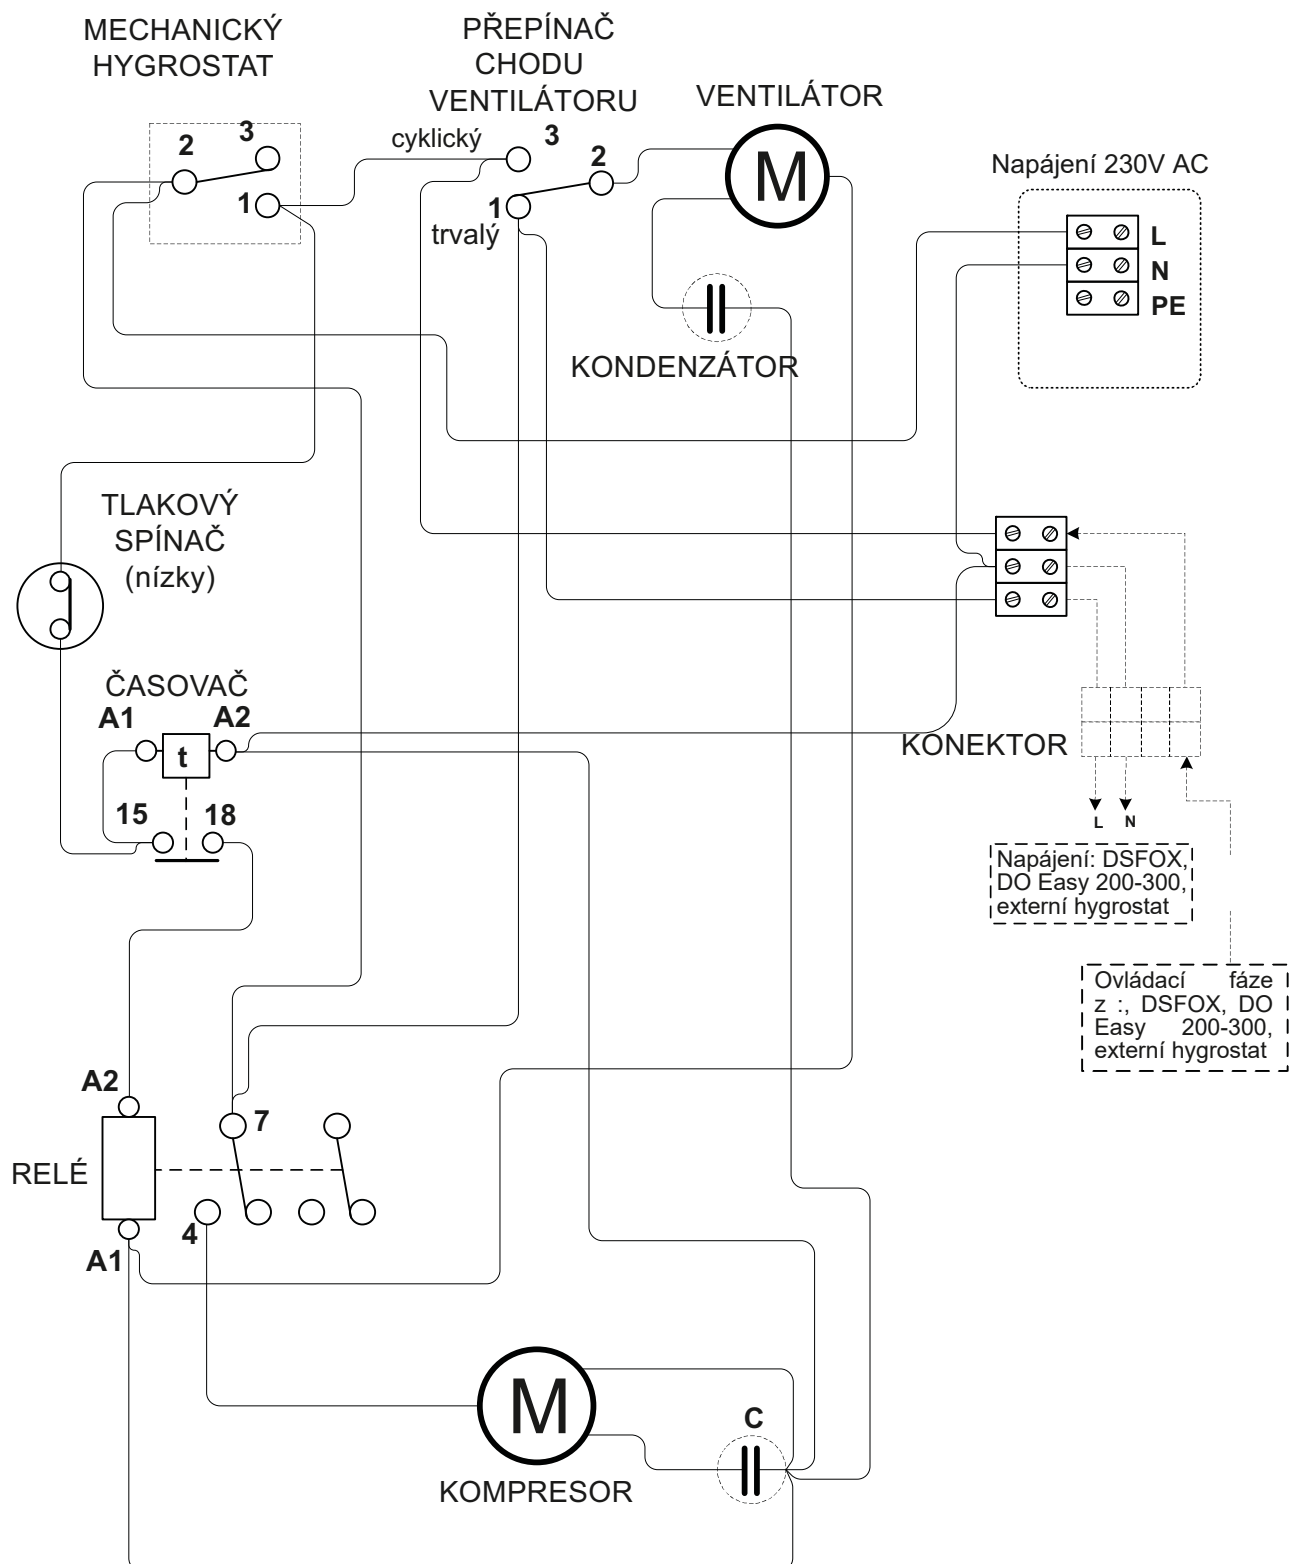 MECHANICKÝ
HYGROSTAT
PŘEPÍNAČ
CHODU
VENTILÁTORU
VENTILÁTOR
2
3
1
cyklický
3
2
1
trvalý
M
Napájení 230V AC
L
N
PE
KONDENZÁTOR
TLAKOVÝ
SPÍNAČ
(nízky)
ČASOVAČ
A1
A2
t
15
18
KONEKTOR
L
N
Napájení: DSFOX,
DO Easy 200-300,
externí hygrostat
Ovládací fáze
z :, DSFOX, DO
Easy 200-300,
externí hygrostat
A2
7
RELÉ
4
A1
M
C
KOMPRESOR